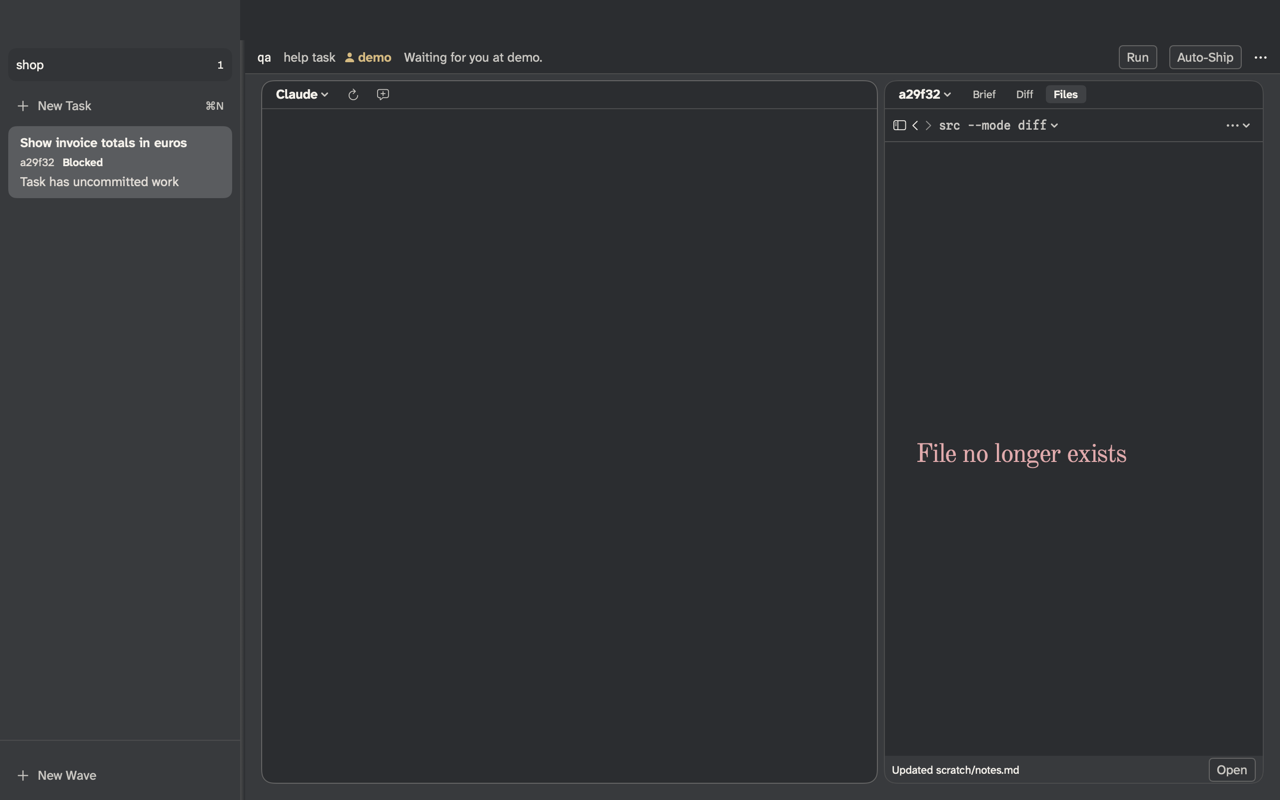 shop 1
New Task ⌘N
Show invoice totals in euros
a29f32 Blocked
Task has uncommitted work
New Wave
qa help task demo Waiting for you at demo.
Run Auto-Ship
Claude
a29f32 Brief Diff Files
src --mode diff
File no longer exists
Updated scratch/notes.md
Open